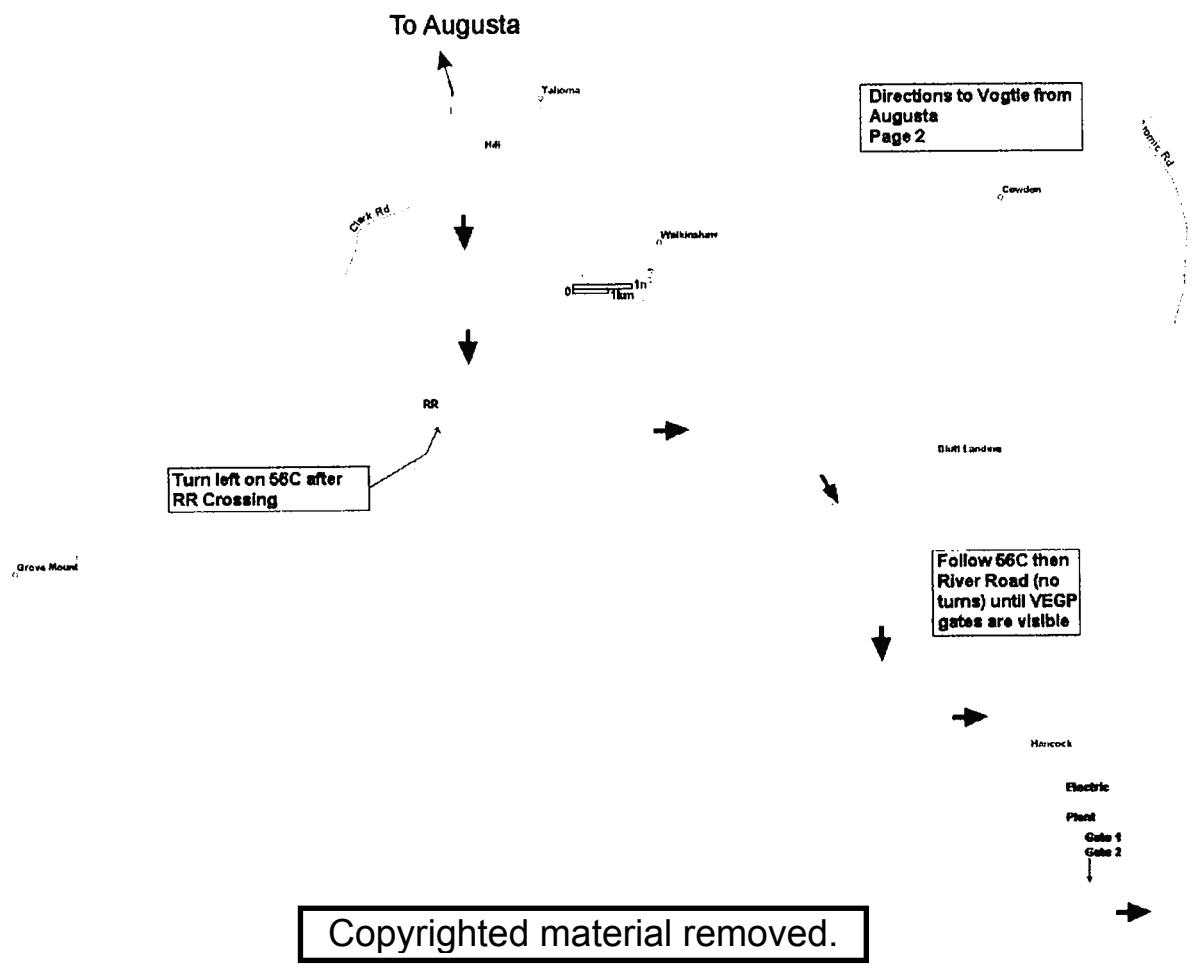 To Augusta
Tahoma
Directions to Vogtle from
Augusta
Page 2
Hill
Cowden
Clark Rd
Walkinshaw
0
1km
RR
Bluff Landing
Turn left on 56C after
RR Crossing
Grove Mount
Follow 56C then
River Road (no
turns) until VEGP
gates are visible
Hancock
Electric
Plant
Gate 1
Gate 2
Copyrighted material removed.